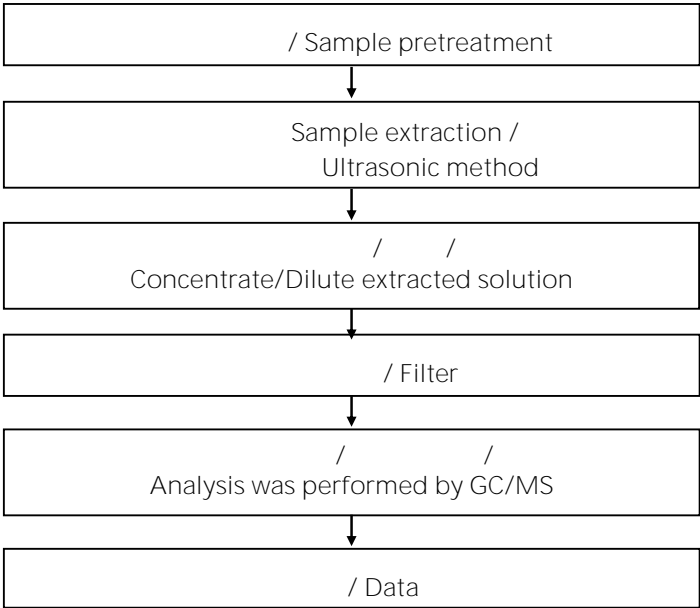 / Sample pretreatment
Sample extraction /
Ultrasonic method
/ /
Concentrate/Dilute extracted solution
/ Filter
/ /
Analysis was performed by GC/MS
/ Data